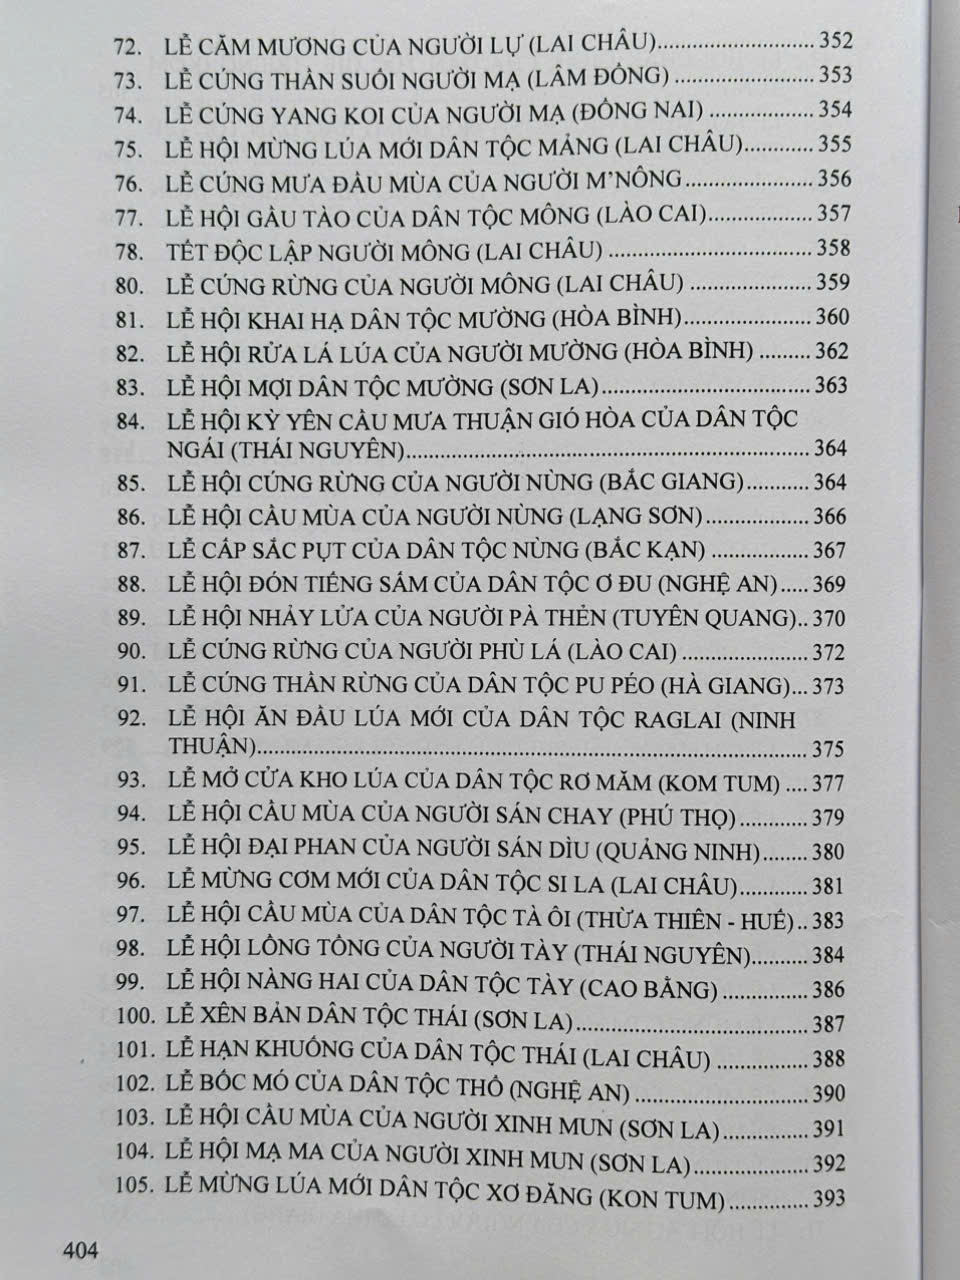 72. LỄ CĂM MƯƠNG CỦA NGƯỜI LỰ (LAI CHÂU)............................ 352
73. LỄ CÚNG THẦN SUỐI NGƯỜI MẠ (LÂM ĐỒNG) ........................ 353
74. LỄ CÚNG YANG KOI CỦA NGƯỜI MẠ (ĐỒNG NAI) .................. 354
75. LỄ HỘI MỪNG LÚA MỚI DÂN TỘC MẢNG (LAI CHÂU)............ 355
76. LỄ CÚNG MƯA ĐẦU MÙA CỦA NGƯỜI M'NÔNG...................... 356
77. LỄ HỘI GẦU TÀO CỦA DÂN TỘC MÔNG (LÀO CAI)................... 357
78. TẾT ĐỘC LẬP NGƯỜI MÔNG (LAI CHÂU) .................................... 358
80. LỄ CÚNG RỪNG CỦA NGƯỜI MÔNG (LAI CHÂU) ..................... 359
81. LỄ HỘI KHAI HẠ DÂN TỘC MƯỜNG (HÒA BÌNH)....................... 360
82. LỄ HỘI RỬA LÁ LÚA CỦA NGƯỜI MƯỜNG (HÒA BÌNH) ......... 362
83. LỄ HỘI MỢI DÂN TỘC MƯỜNG (SƠN LA)..................................... 363
84. LỄ HỘI KỲ YÊN CẦU MƯA THUẬN GIÓ HÒA CỦA DÂN TỘC
NGÁI (THÁI NGUYÊN)....................................................................... 364
85. LỄ HỘI CÚNG RỪNG CỦA NGƯỜI NÙNG (BẮC GIANG)........... 364
86. LỄ HỘI CẦU MÙA CỦA NGƯỜI NÙNG (LẠNG SƠN).................. 366
87. LỄ CẤP SẮC PỤT CỦA DÂN TỘC NÙNG (BẮC KẠN) ................. 367
88. LỄ HỘI ĐÓN TIẾNG SẤM CỦA DÂN TỘC Ơ ĐU (NGHỆ AN)..... 369
89. LỄ HỘI NHẢY LỬA CỦA NGƯỜI PÀ THẺN (TUYÊN QUANG).. 370
90. LỄ CÚNG RỪNG CỦA NGƯỜI PHÙ LÁ (LÀO CAI) ...................... 372
91. LỄ CÚNG THẦN RỪNG CỦA DÂN TỘC PU PÉO (HÀ GIANG)... 373
92. LỄ HỘI ĂN ĐẦU LÚA MỚI CỦA DÂN TỘC RAGLAI (NINH
THUẬN)................................................................................................ 375
93. LỄ MỞ CỬA KHO LÚA CỦA DÂN TỘC RƠ MĂM (KOM TUM) .... 377
94. LỄ HỘI CẦU MÙA CỦA NGƯỜI SÁN CHAY (PHÚ THỌ)............ 379
95. LỄ HỘI ĐẠI PHAN CỦA NGƯỜI SÁN DÌU (QUẢNG NINH)........ 380
96. LỄ MỪNG CƠM MỚI CỦA DÂN TỘC SI LA (LAI CHÂU)............ 381
97. LỄ HỘI CẦU MÙA CỦA DÂN TỘC TÀ ÔI (THỪA THIÊN - HUẾ).. 383
98. LỄ HỘI LỒNG TỒNG CỦA NGƯỜI TÀY (THÁI NGUYÊN).......... 384
99. LỄ HỘI NÀNG HAI CỦA DÂN TỘC TÀY (CAO BẰNG) ............... 386
100. LỄ XÊN BẢN DÂN TỘC THÁI (SƠN LA)......................................... 387
101. LỄ HẠN KHUỐNG CỦA DÂN TỘC THÁI (LAI CHÂU) ................ 388
102. LỄ BỐC MÓ CỦA DÂN TỘC THỔ (NGHỆ AN) .............................. 390
103. LỄ HỘI CẦU MÙA CỦA NGƯỜI XINH MUN (SƠN LA)............... 391
104. LỄ HỘI MẠ MA CỦA NGƯỜI XINH MUN (SƠN LA).................... 392
105. LỄ MỪNG LÚA MỚI DÂN TỘC XƠ ĐĂNG (KON TUM).............. 393
404